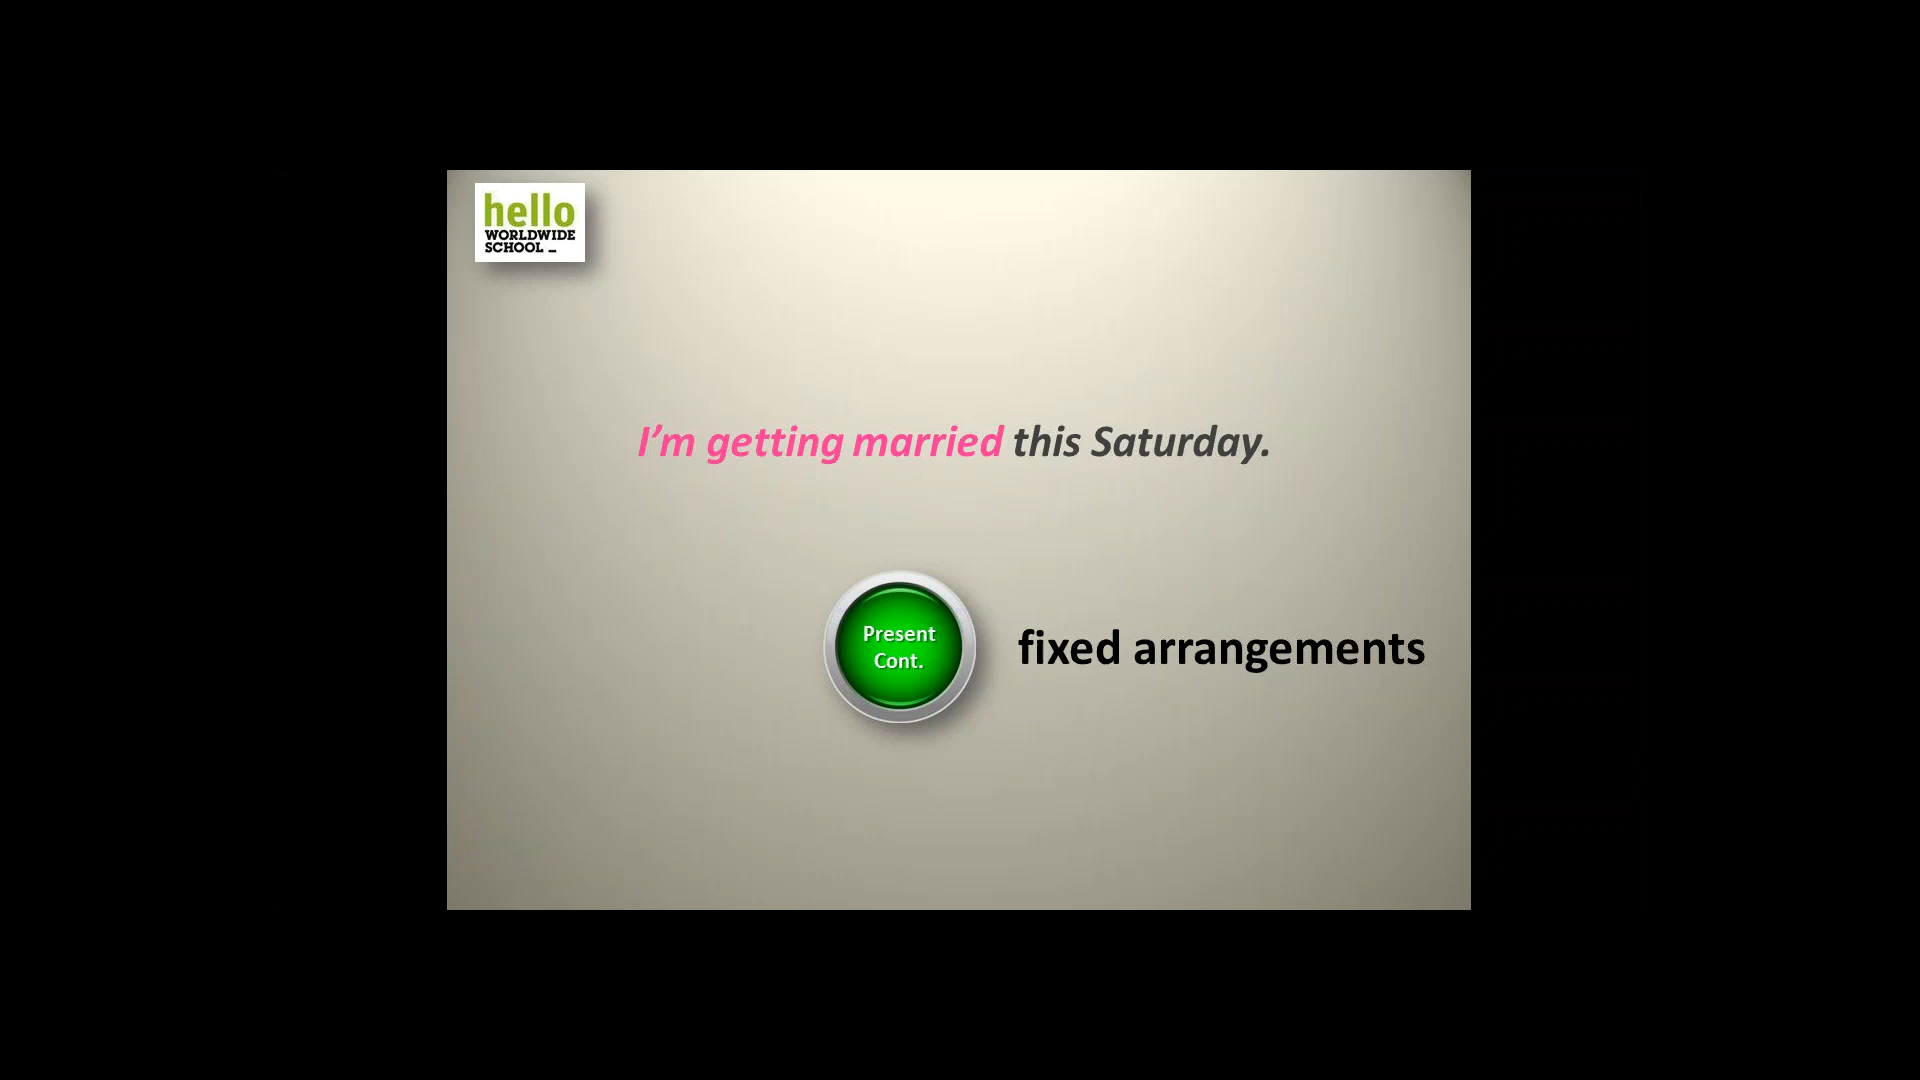 hello
WORLDWIDE
SCHOOL _
I’m getting married this Saturday.
Present
Cont.
fixed arrangements